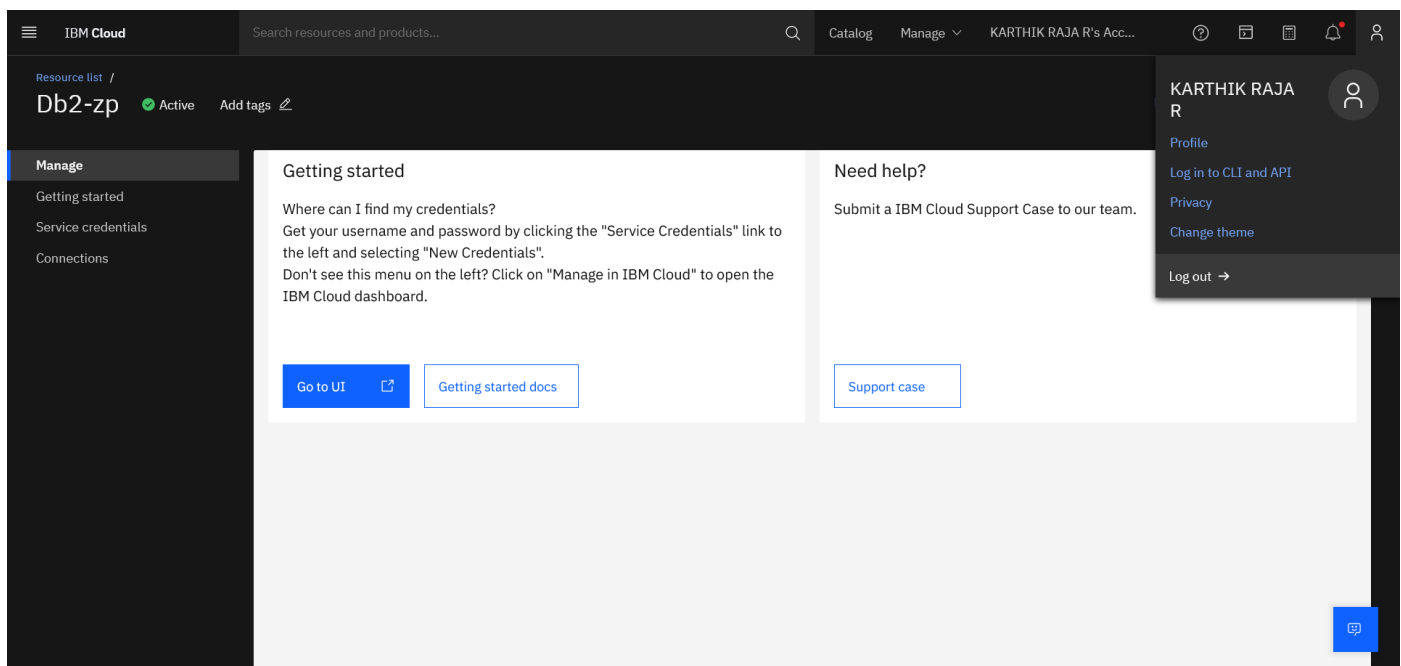 IBM Cloud
Search resources and products...
Catalog
Manage
KARTHIK RAJA R's Acc...
Resource list /
Db2-zp
Active
Add tags
KARTHIK RAJA
R
Profile
Log in to CLI and API
Privacy
Change theme
Log out
Manage
Getting started
Service credentials
Connections
Getting started
Where can I find my credentials?
Get your username and password by clicking the "Service Credentials" link to
the left and selecting "New Credentials".
Don't see this menu on the left? Click on "Manage in IBM Cloud" to open the
IBM Cloud dashboard.
Go to UI
Getting started docs
Need help?
Submit a IBM Cloud Support Case to our team.
Support case